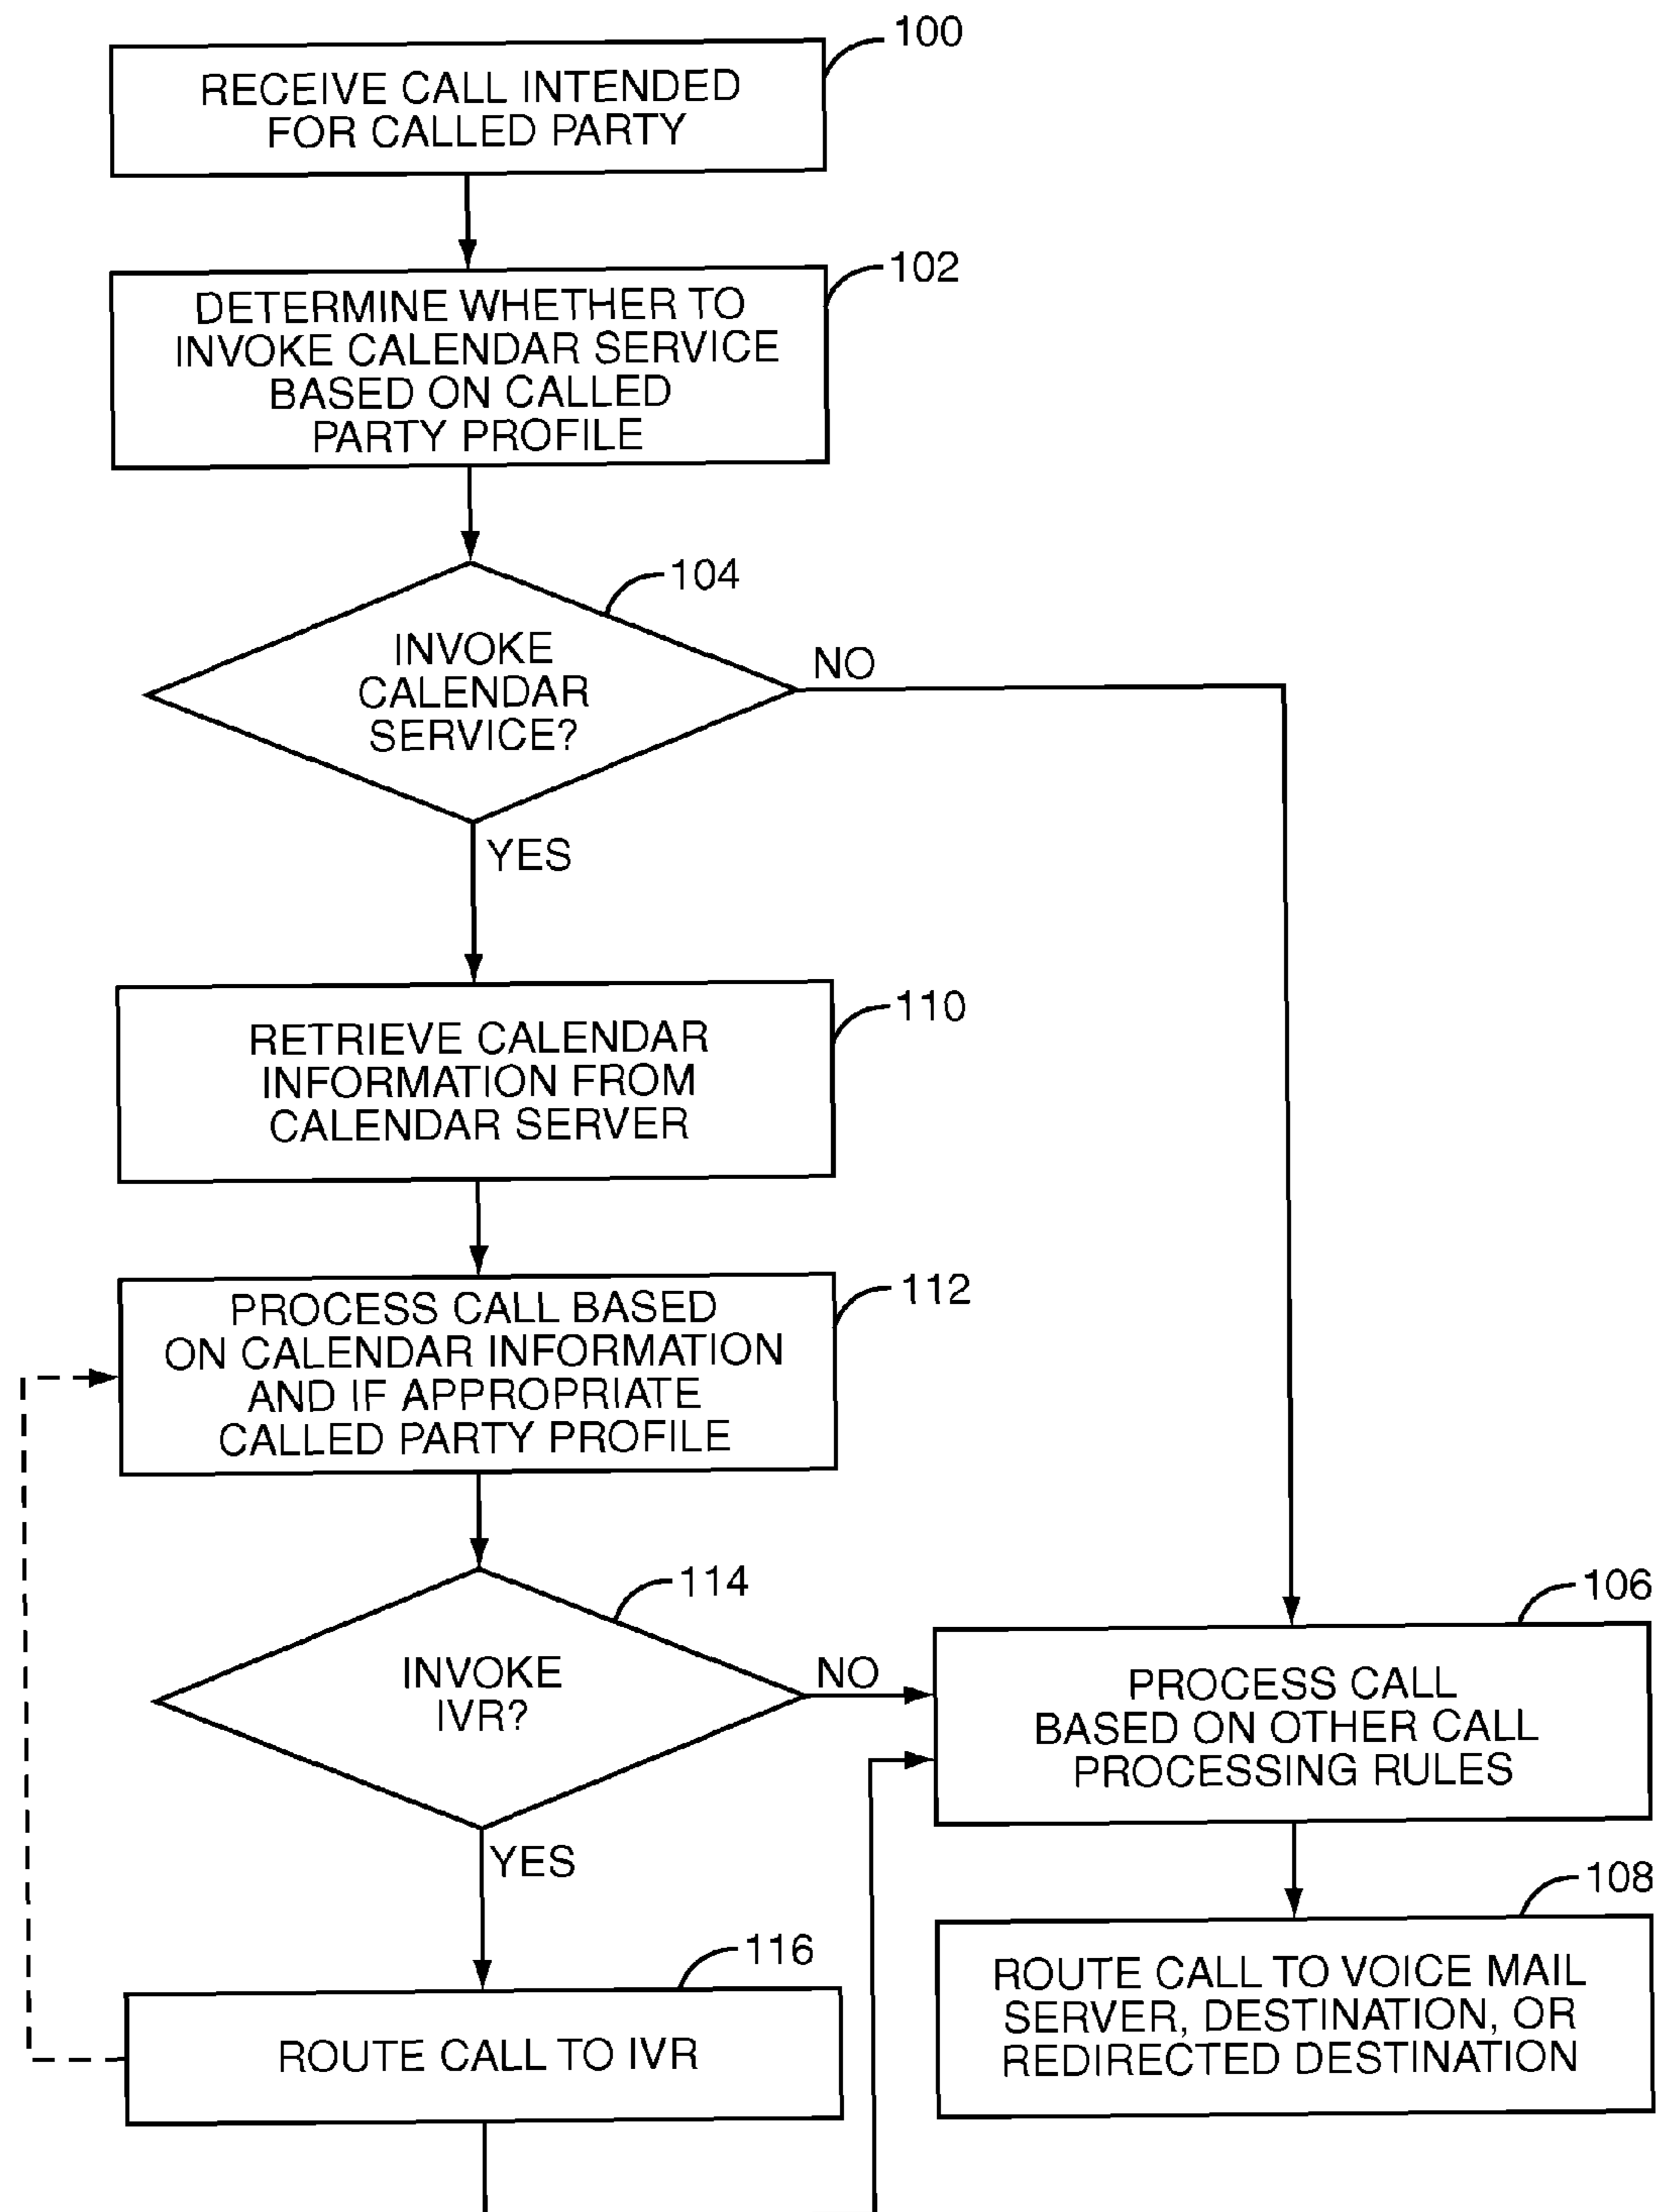 100
RECEIVE CALL INTENDED
FOR CALLED PARTY
102
DETERMINE WHETHER TO
INVOKE CALENDAR SERVICE
BASED ON CALLED
PARTY PROFILE
104
INVOKE
CALENDAR
SERVICE?
NO
YES
110
RETRIEVE CALENDAR
INFORMATION FROM
CALENDAR SERVER
112
PROCESS CALL BASED
ON CALENDAR INFORMATION
AND IF APPROPRIATE
CALLED PARTY PROFILE
114
INVOKE
IVR?
NO
YES
106
PROCESS CALL
BASED ON OTHER CALL
PROCESSING RULES
108
ROUTE CALL TO VOICE MAIL
SERVER, DESTINATION, OR
REDIRECTED DESTINATION
116
ROUTE CALL TO IVR